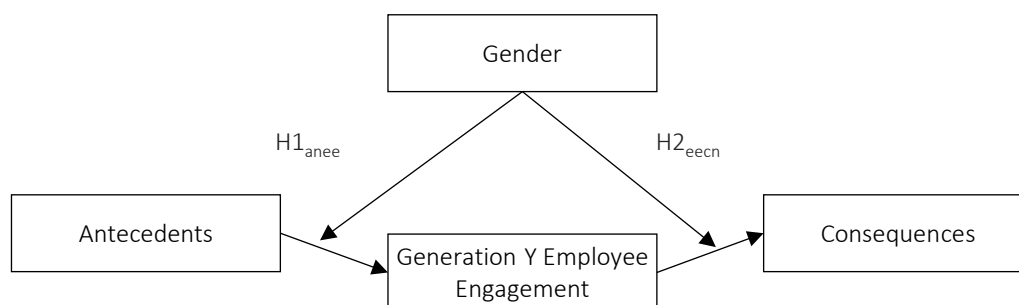 Gender
H1anee
H2eecn
Antecedents
Generation Y Employee
Engagement
Consequences